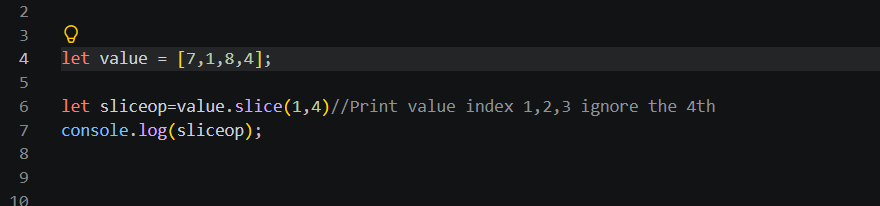 2
3
4 let value = [7,1,8,4];
5
6 let sliceop=value.slice(1,4)//Print value index 1,2,3 ignore the 4th
7 console.log(sliceop);
8
9
10